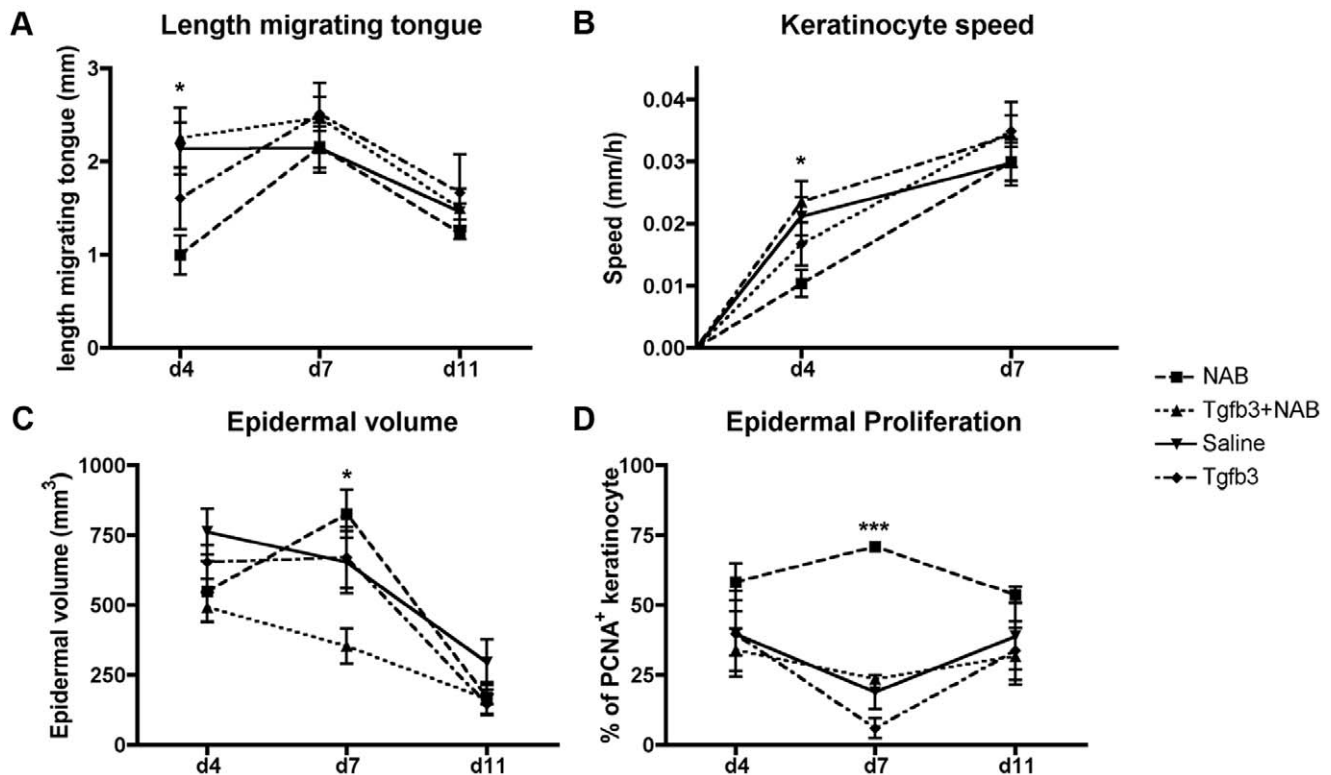 A Length migrating tongue
length migrating tongue (mm)
3
2
1
0
*
d4 d7 d11
B Keratinocyte speed
Speed (mm/h)
0.04
0.03
0.02
0.01
0.00
*
d4 d7
C Epidermal volume
Epidermal volume (mm³)
1000
750
500
250
0
*
d4 d7 d11
D Epidermal Proliferation
% of PCNA⁺ keratinocyte
100
75
50
25
0
***
d4 d7 d11
NAB
Tgfb3+NAB
Saline
Tgfb3